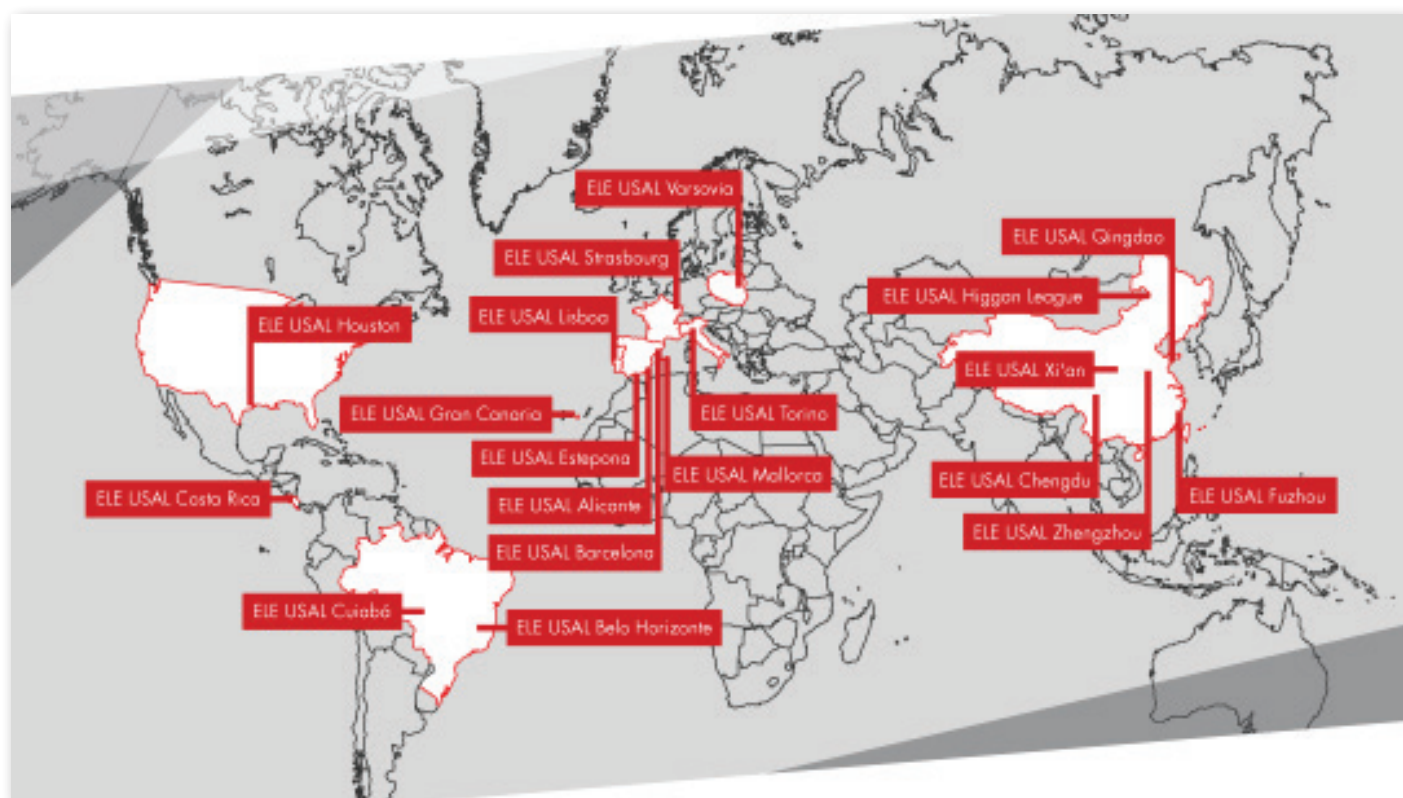 ELE USAL Varsovia
ELE USAL Qingdao
ELE USAL Strasbourg
ELE USAL Higgan League
ELE USAL Houston
ELE USAL Lisboa
ELE USAL Xi'an
ELE USAL Gran Canaria
ELE USAL Torino
ELE USAL Estepona
ELE USAL Mallorca
ELE USAL Chengdu
ELE USAL Fuzhou
ELE USAL Costa Rica
ELE USAL Alicante
ELE USAL Zhengzhou
ELE USAL Barcelona
ELE USAL Cuiabá
ELE USAL Belo Horizonte